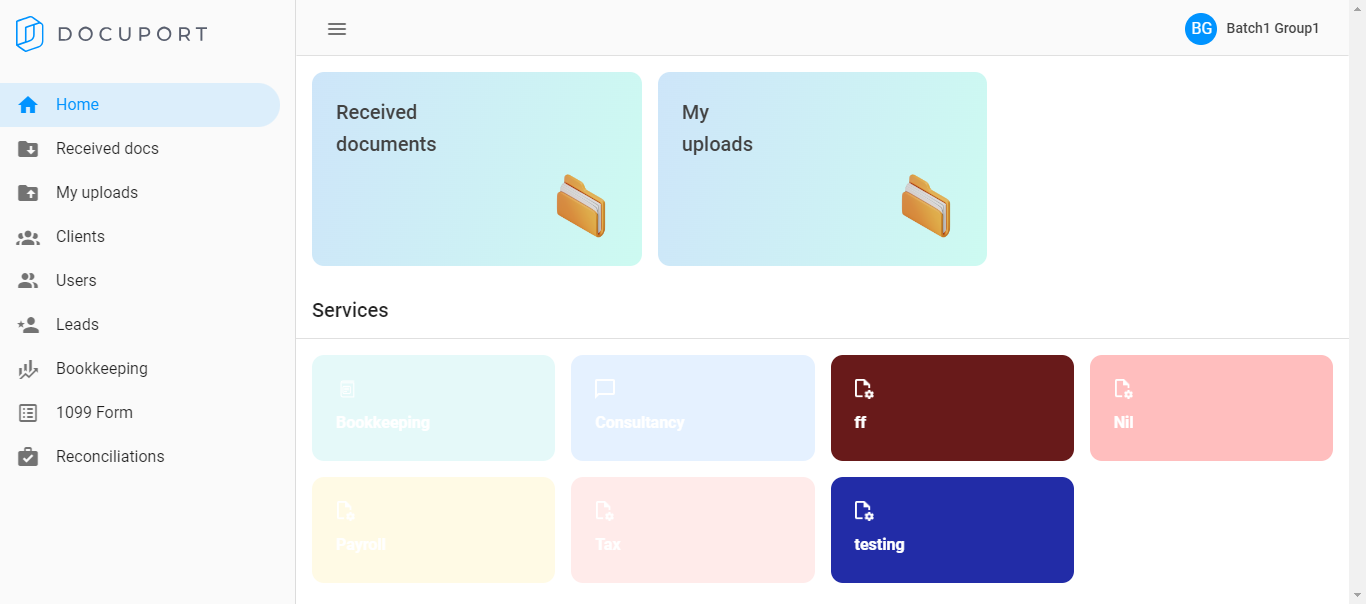 DOCUPORT
BG Batch1 Group1
Home
Received docs
My uploads
Clients
Users
Leads
Bookkeeping
1099 Form
Reconciliations
Received
documents
My
uploads
Services
Bookkeeping
Consultancy
ff
Nil
Payroll
Tax
testing